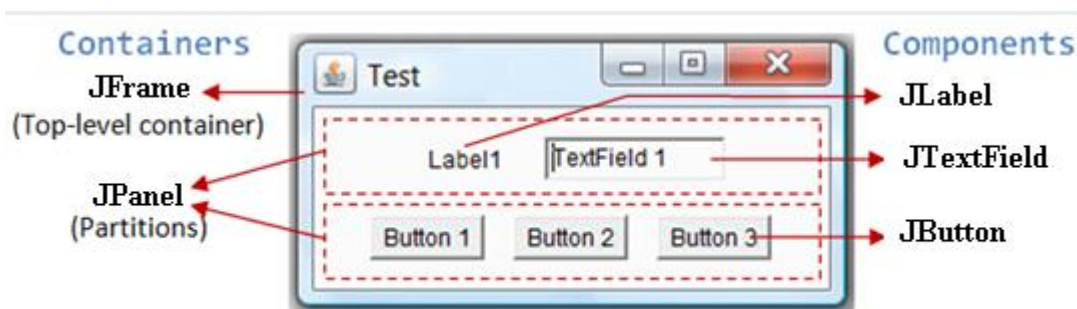 Containers
Components
JFrame
(Top-level container)
JPanel
(Partitions)
Test
Label1
TextField 1
Button 1
Button 2
Button 3
JLabel
JTextField
JButton